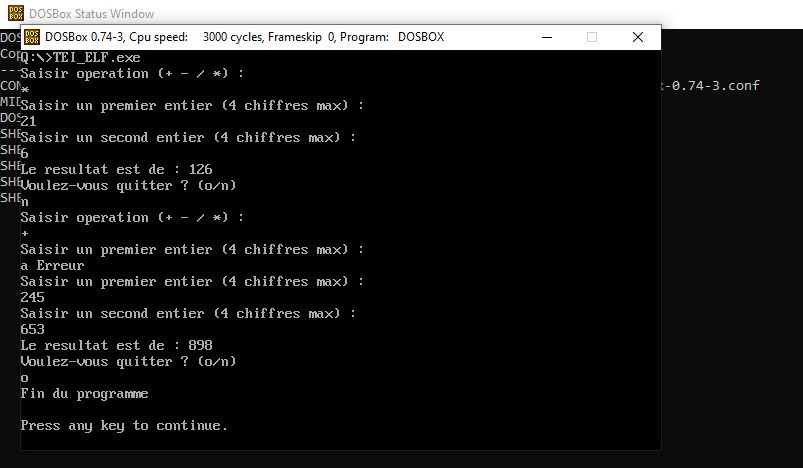 DOSBox Status Window
DOSBox 0.74-3, Cpu speed: 3000 cycles, Frameskip 0, Program: DOSBOX
DOS
Cop
---
CON
MID
DOS
SHE
SHE
SHE
SHE
SHE
x-0.74-3.conf
Q:\>TEI_ELF.exe
Saisir operation (+ - / *) :
*
Saisir un premier entier (4 chiffres max) :
21
Saisir un second entier (4 chiffres max) :
6
Le resultat est de : 126
Voulez-vous quitter ? (o/n)
n
Saisir operation (+ - / *) :
+
Saisir un premier entier (4 chiffres max) :
a Erreur
Saisir un premier entier (4 chiffres max) :
245
Saisir un second entier (4 chiffres max) :
653
Le resultat est de : 898
Voulez-vous quitter ? (o/n)
o
Fin du programme
Press any key to continue.